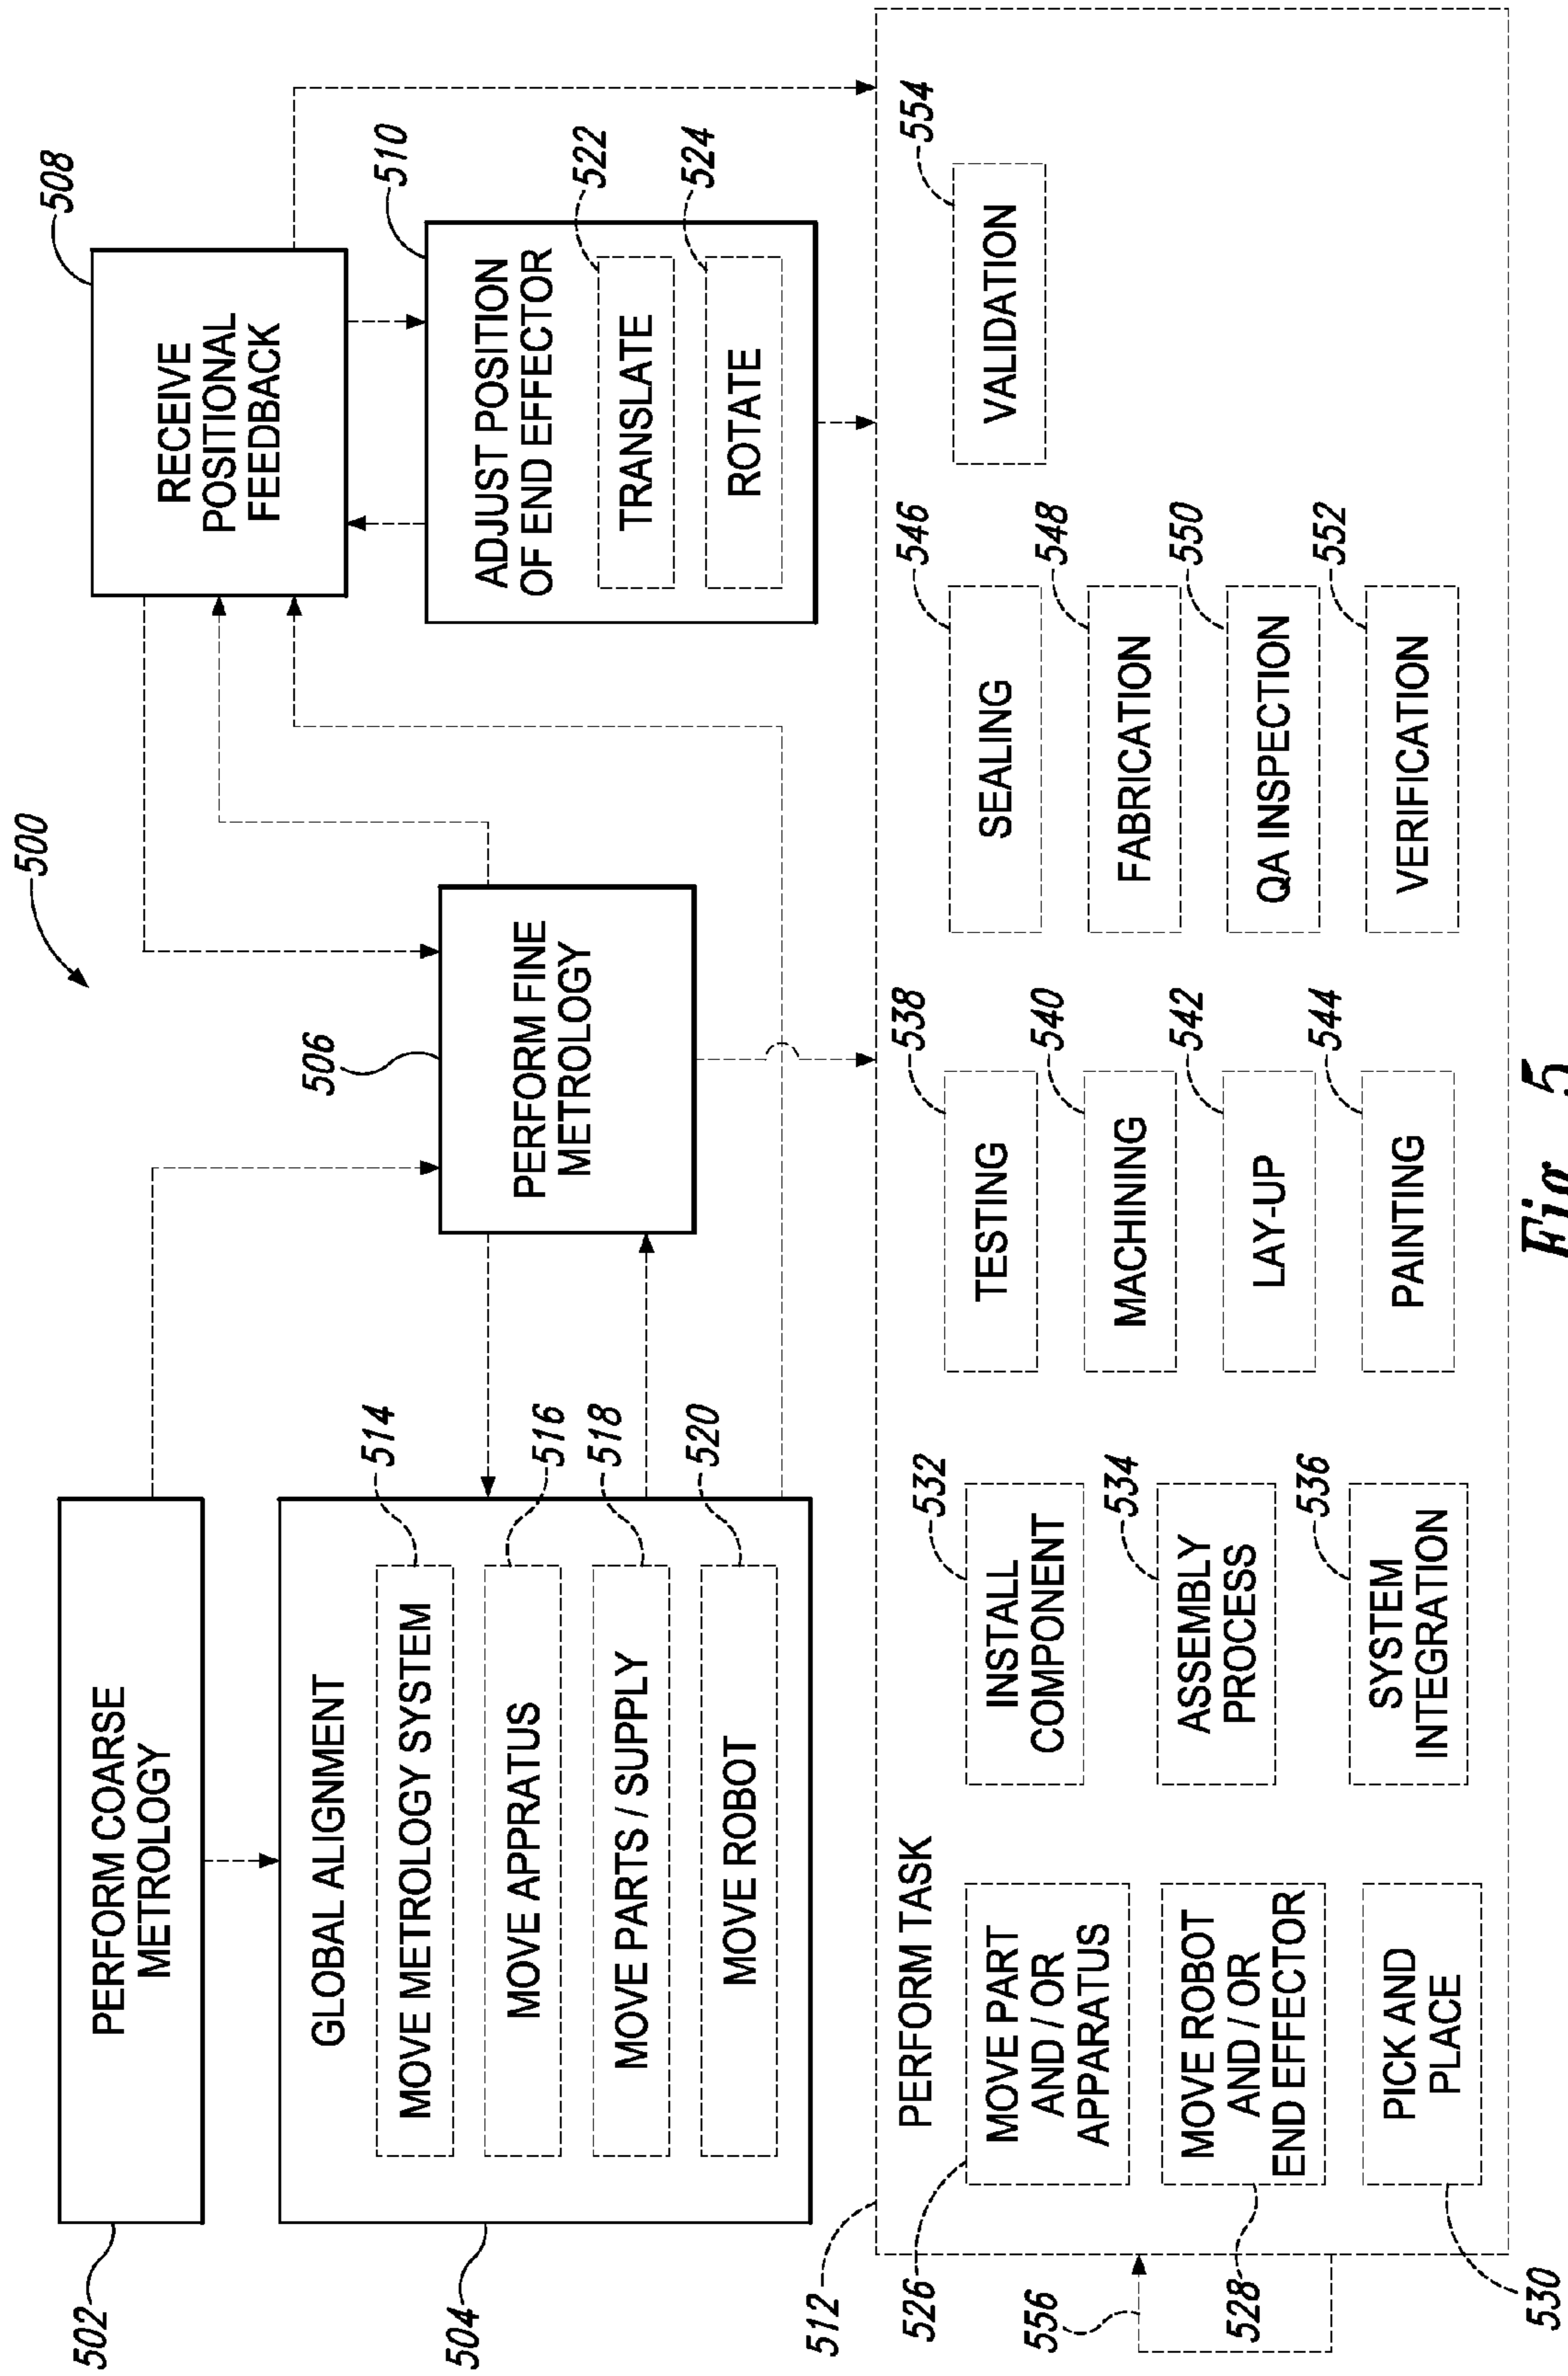 500
502
PERFORM COARSE
METROLOGY
504
GLOBAL ALIGNMENT
MOVE METROLOGY SYSTEM
514
MOVE APPRATUS
516
MOVE PARTS / SUPPLY
518
MOVE ROBOT
520
506
PERFORM FINE
METROLOGY
508
RECEIVE
POSITIONAL
FEEDBACK
510
ADJUST POSITION
OF END EFFECTOR
TRANSLATE
522
ROTATE
524
512
PERFORM TASK
526
MOVE PART
AND / OR
APPARATUS
528
MOVE ROBOT
AND / OR
END EFFECTOR
530
PICK AND
PLACE
532
INSTALL
COMPONENT
534
ASSEMBLY
PROCESS
536
SYSTEM
INTEGRATION
538
TESTING
540
MACHINING
542
LAY-UP
544
PAINTING
546
SEALING
548
FABRICATION
550
QA INSPECTION
552
VERIFICATION
554
VALIDATION
556
Fig. 5